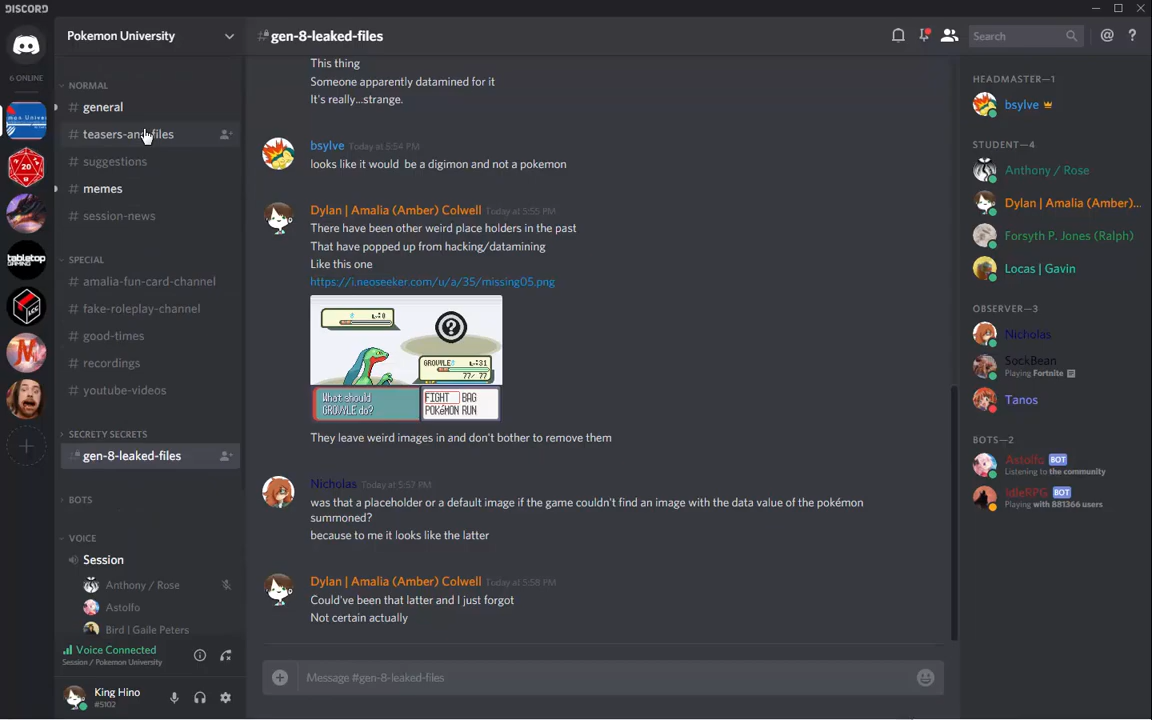 DISCORD
6 ONLINE
Pokemon University
NORMAL
# general
# teasers-and-files
# suggestions
# memes
# session-news
SPECIAL
# amalia-fun-card-channel
# fake-roleplay-channel
# good-times
# recordings
# youtube-videos
SECRETY SECRETS
gen-8-leaked-files
BOTS
VOICE
Session
Anthony / Rose
Astolfo
Bird | Gaile Peters
Voice Connected
Session / Pokemon University
King Hino
#5102
gen-8-leaked-files
Search
This thing
Someone apparently datamined for it
It's really...strange.
bsylve Today at 5:54 PM
looks like it would  be a digimon and not a pokemon
Dylan | Amalia (Amber) Colwell Today at 5:55 PM
There have been other weird place holders in the past
That have popped up from hacking/datamining
Like this one
https://i.neoseeker.com/u/a/35/missing05.png
L:0
?
GROVYLE L:31
77/ 77
What should
GROVYLE do?
FIGHT BAG
POKéMON RUN
They leave weird images in and don't bother to remove them
Nicholas Today at 5:57 PM
was that a placeholder or a default image if the game couldn't find an image with the data value of the pokémon
summoned?
because to me it looks like the latter
Dylan | Amalia (Amber) Colwell Today at 5:58 PM
Could've been that latter and I just forgot
Not certain actually
Message #gen-8-leaked-files
HEADMASTER—1
bsylve
STUDENT—4
Anthony / Rose
Dylan | Amalia (Amber)...
Forsyth P. Jones (Ralph)
Locas | Gavin
OBSERVER—3
Nicholas
SockBean
Playing Fortnite
Tanos
BOTS—2
Astolfo BOT
Listening to the community
IdleRPG BOT
Playing with 881366 users